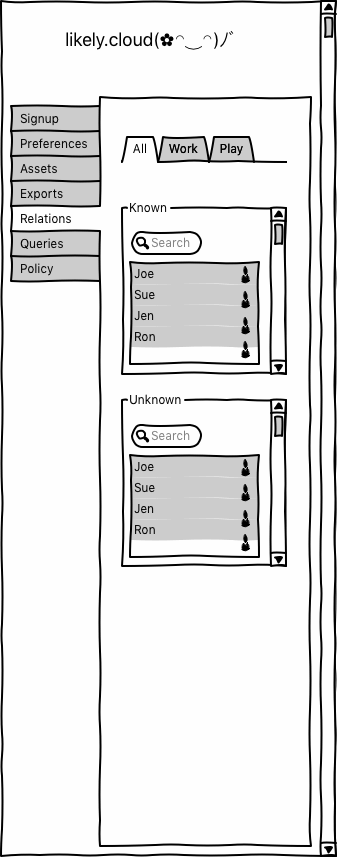 likely.cloud(✿◠‿◠)ﾉﾞ
Signup
Preferences
Assets
Exports
Relations
Queries
Policy
All Work Play
Known
Search
Joe
Sue
Jen
Ron
Unknown
Search
Joe
Sue
Jen
Ron